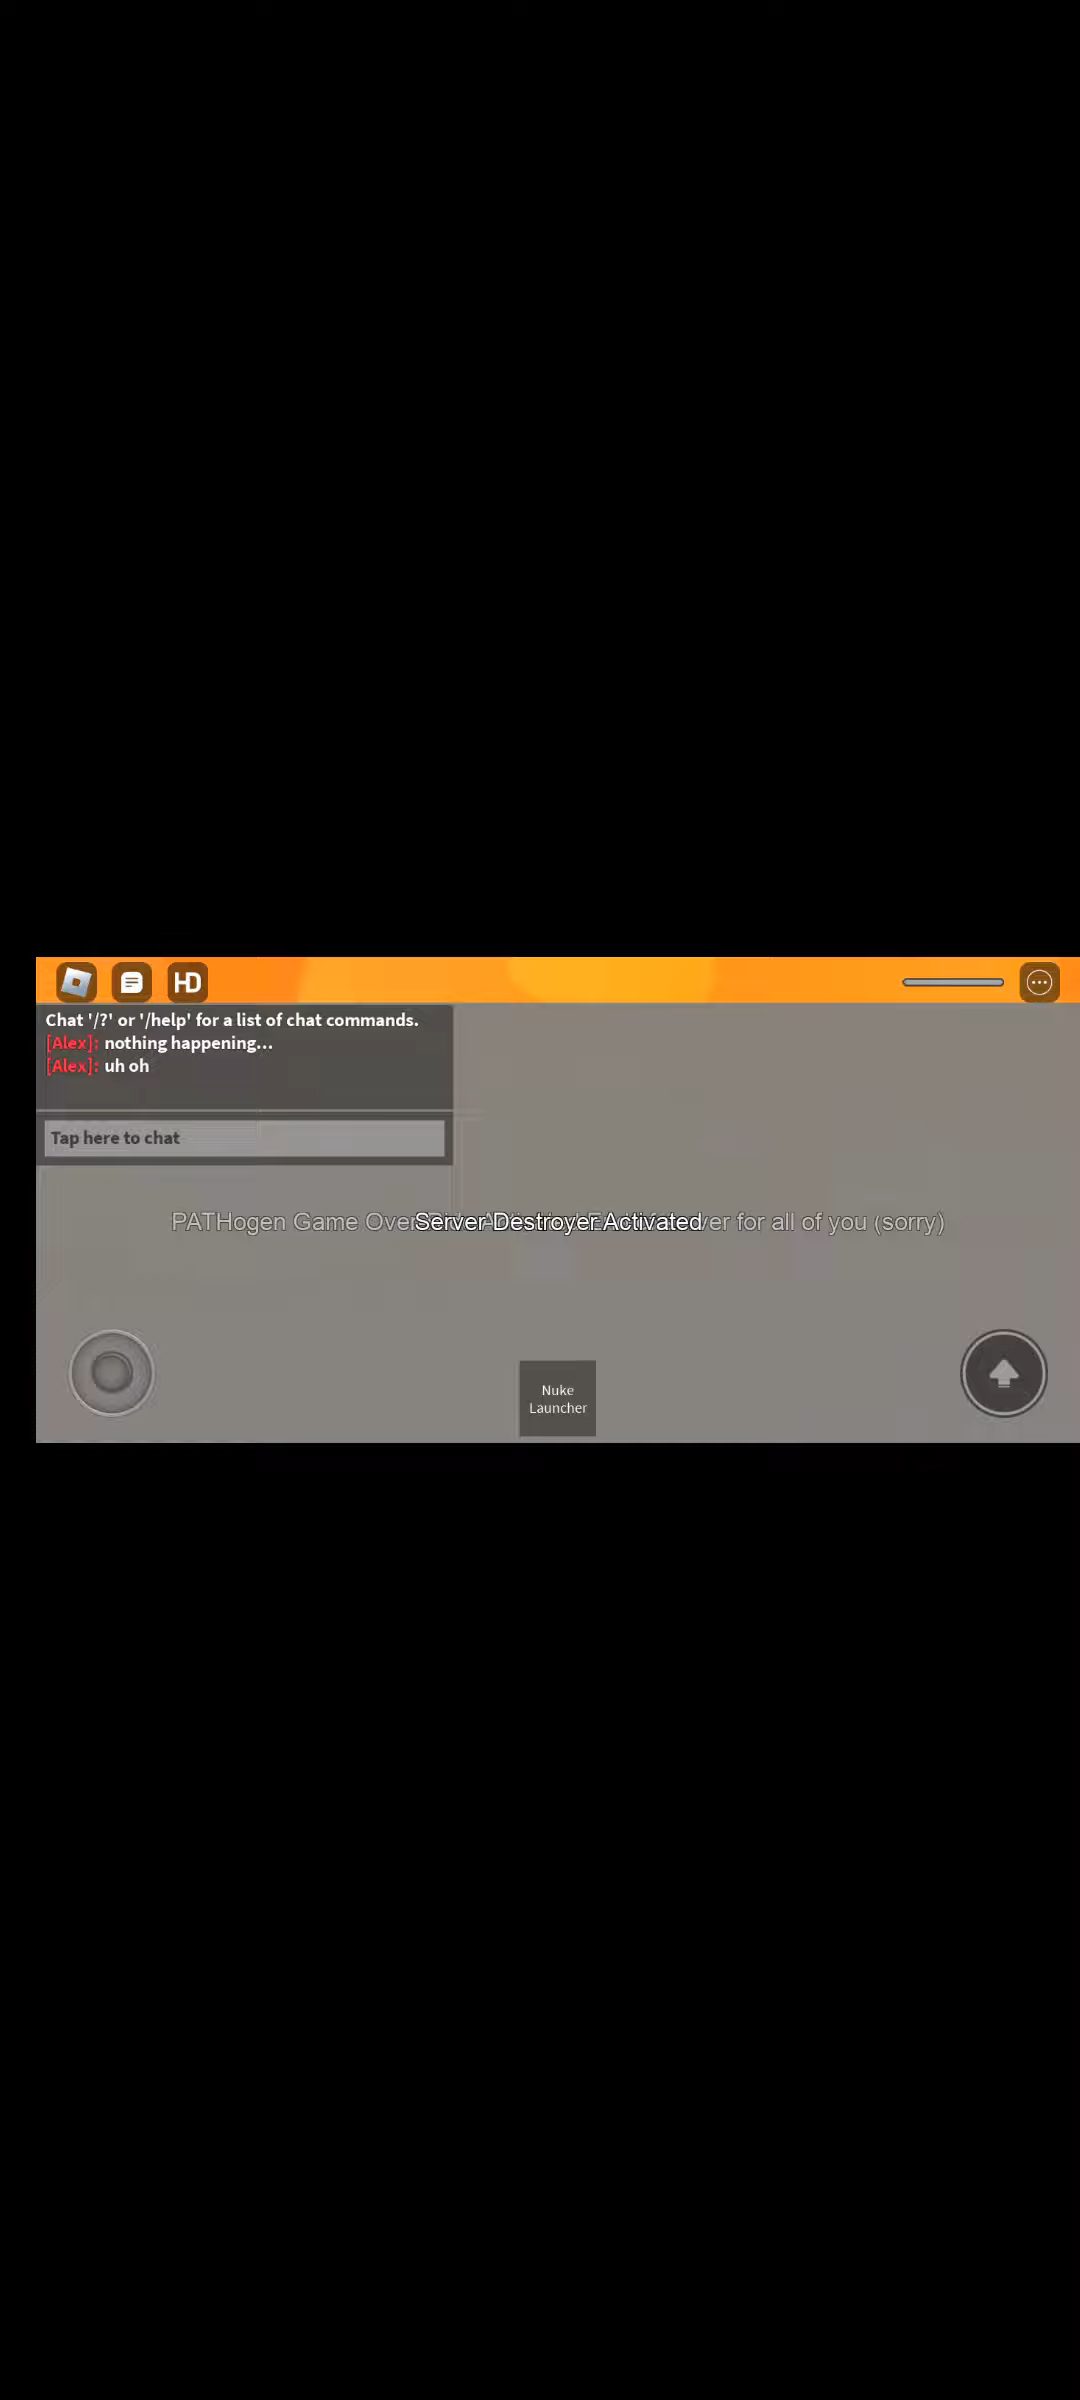 HD
Chat '/?' or '/help' for a list of chat commands.
[Alex]: nothing happening...
[Alex]: uh oh
Tap here to chat
PATHogen Game Over
Server Destroyer Activated
for all of you (sorry)
Nuke
Launcher